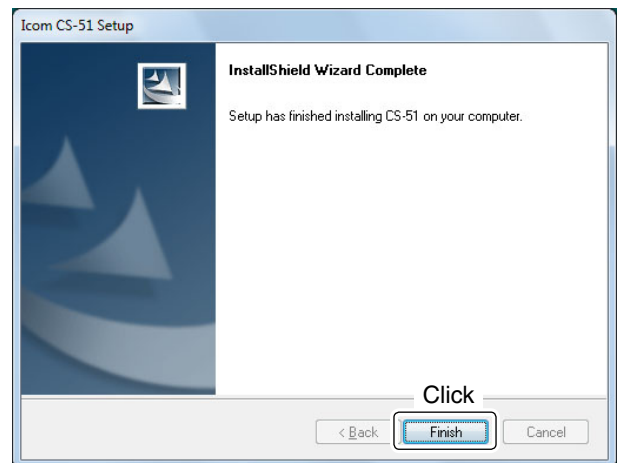 Icom CS-51 Setup
InstallShield Wizard Complete
Setup has finished installing CS-51 on your computer.
Click
< Back Finish Cancel